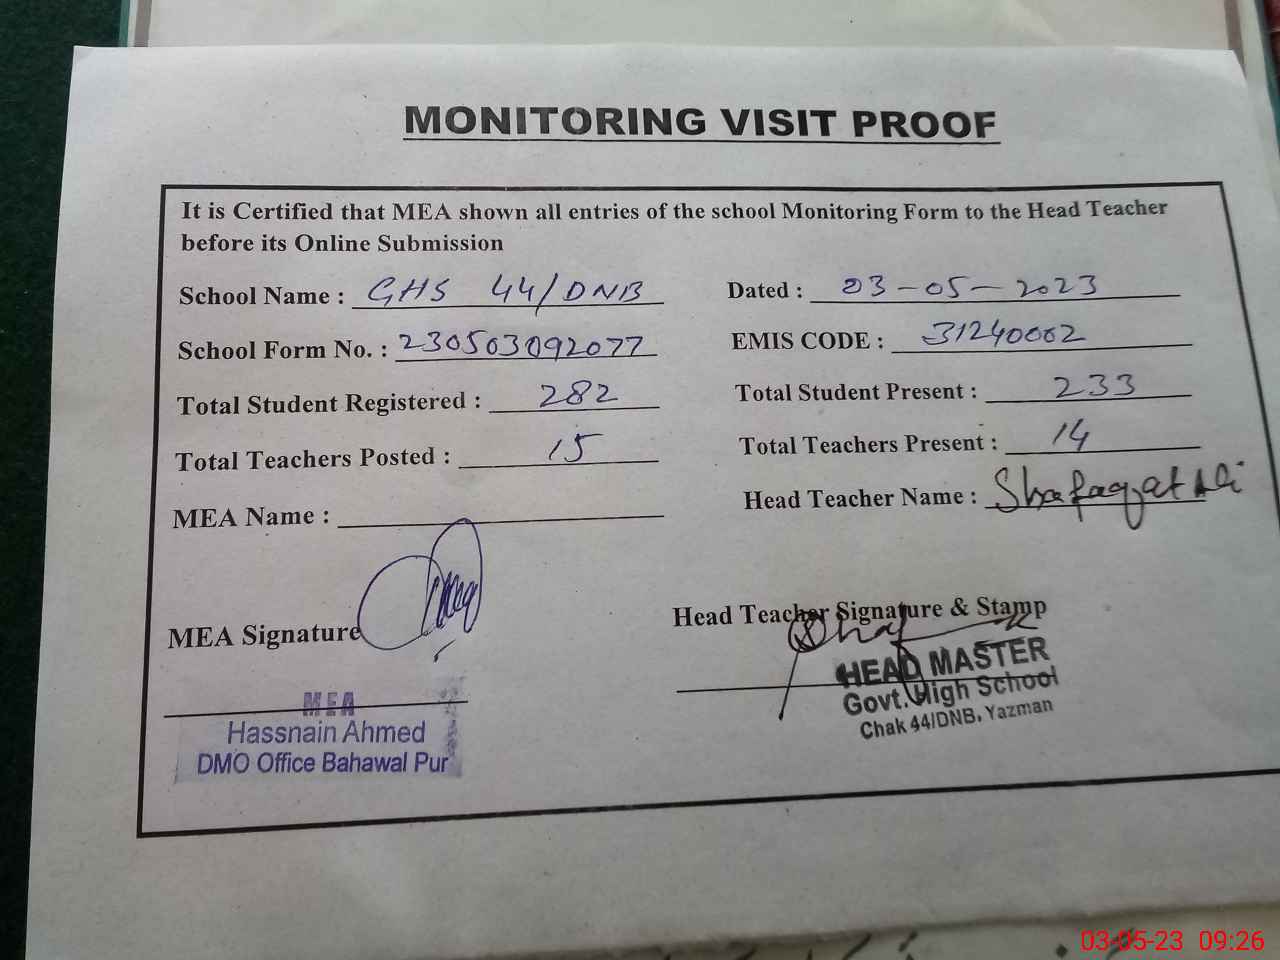 MONITORING VISIT PROOF
It is Certified that MEA shown all entries of the school Monitoring Form to the Head Teacher
before its Online Submission
School Name : GHS 44/DNB Dated : 03-05-2023
School Form No. : 230503092077 EMIS CODE : 31240002
Total Student Registered : 282 Total Student Present : 233
Total Teachers Posted : 15 Total Teachers Present : 14
MEA Name : Head Teacher Name : Shafaqat Ali
MEA Signature Head Teacher Signature & Stamp
MEA
Hassnain Ahmed
DMO Office Bahawal Pur
HEAD MASTER
Govt. High School
Chak 44/DNB, Yazman
03-05-23 09:26